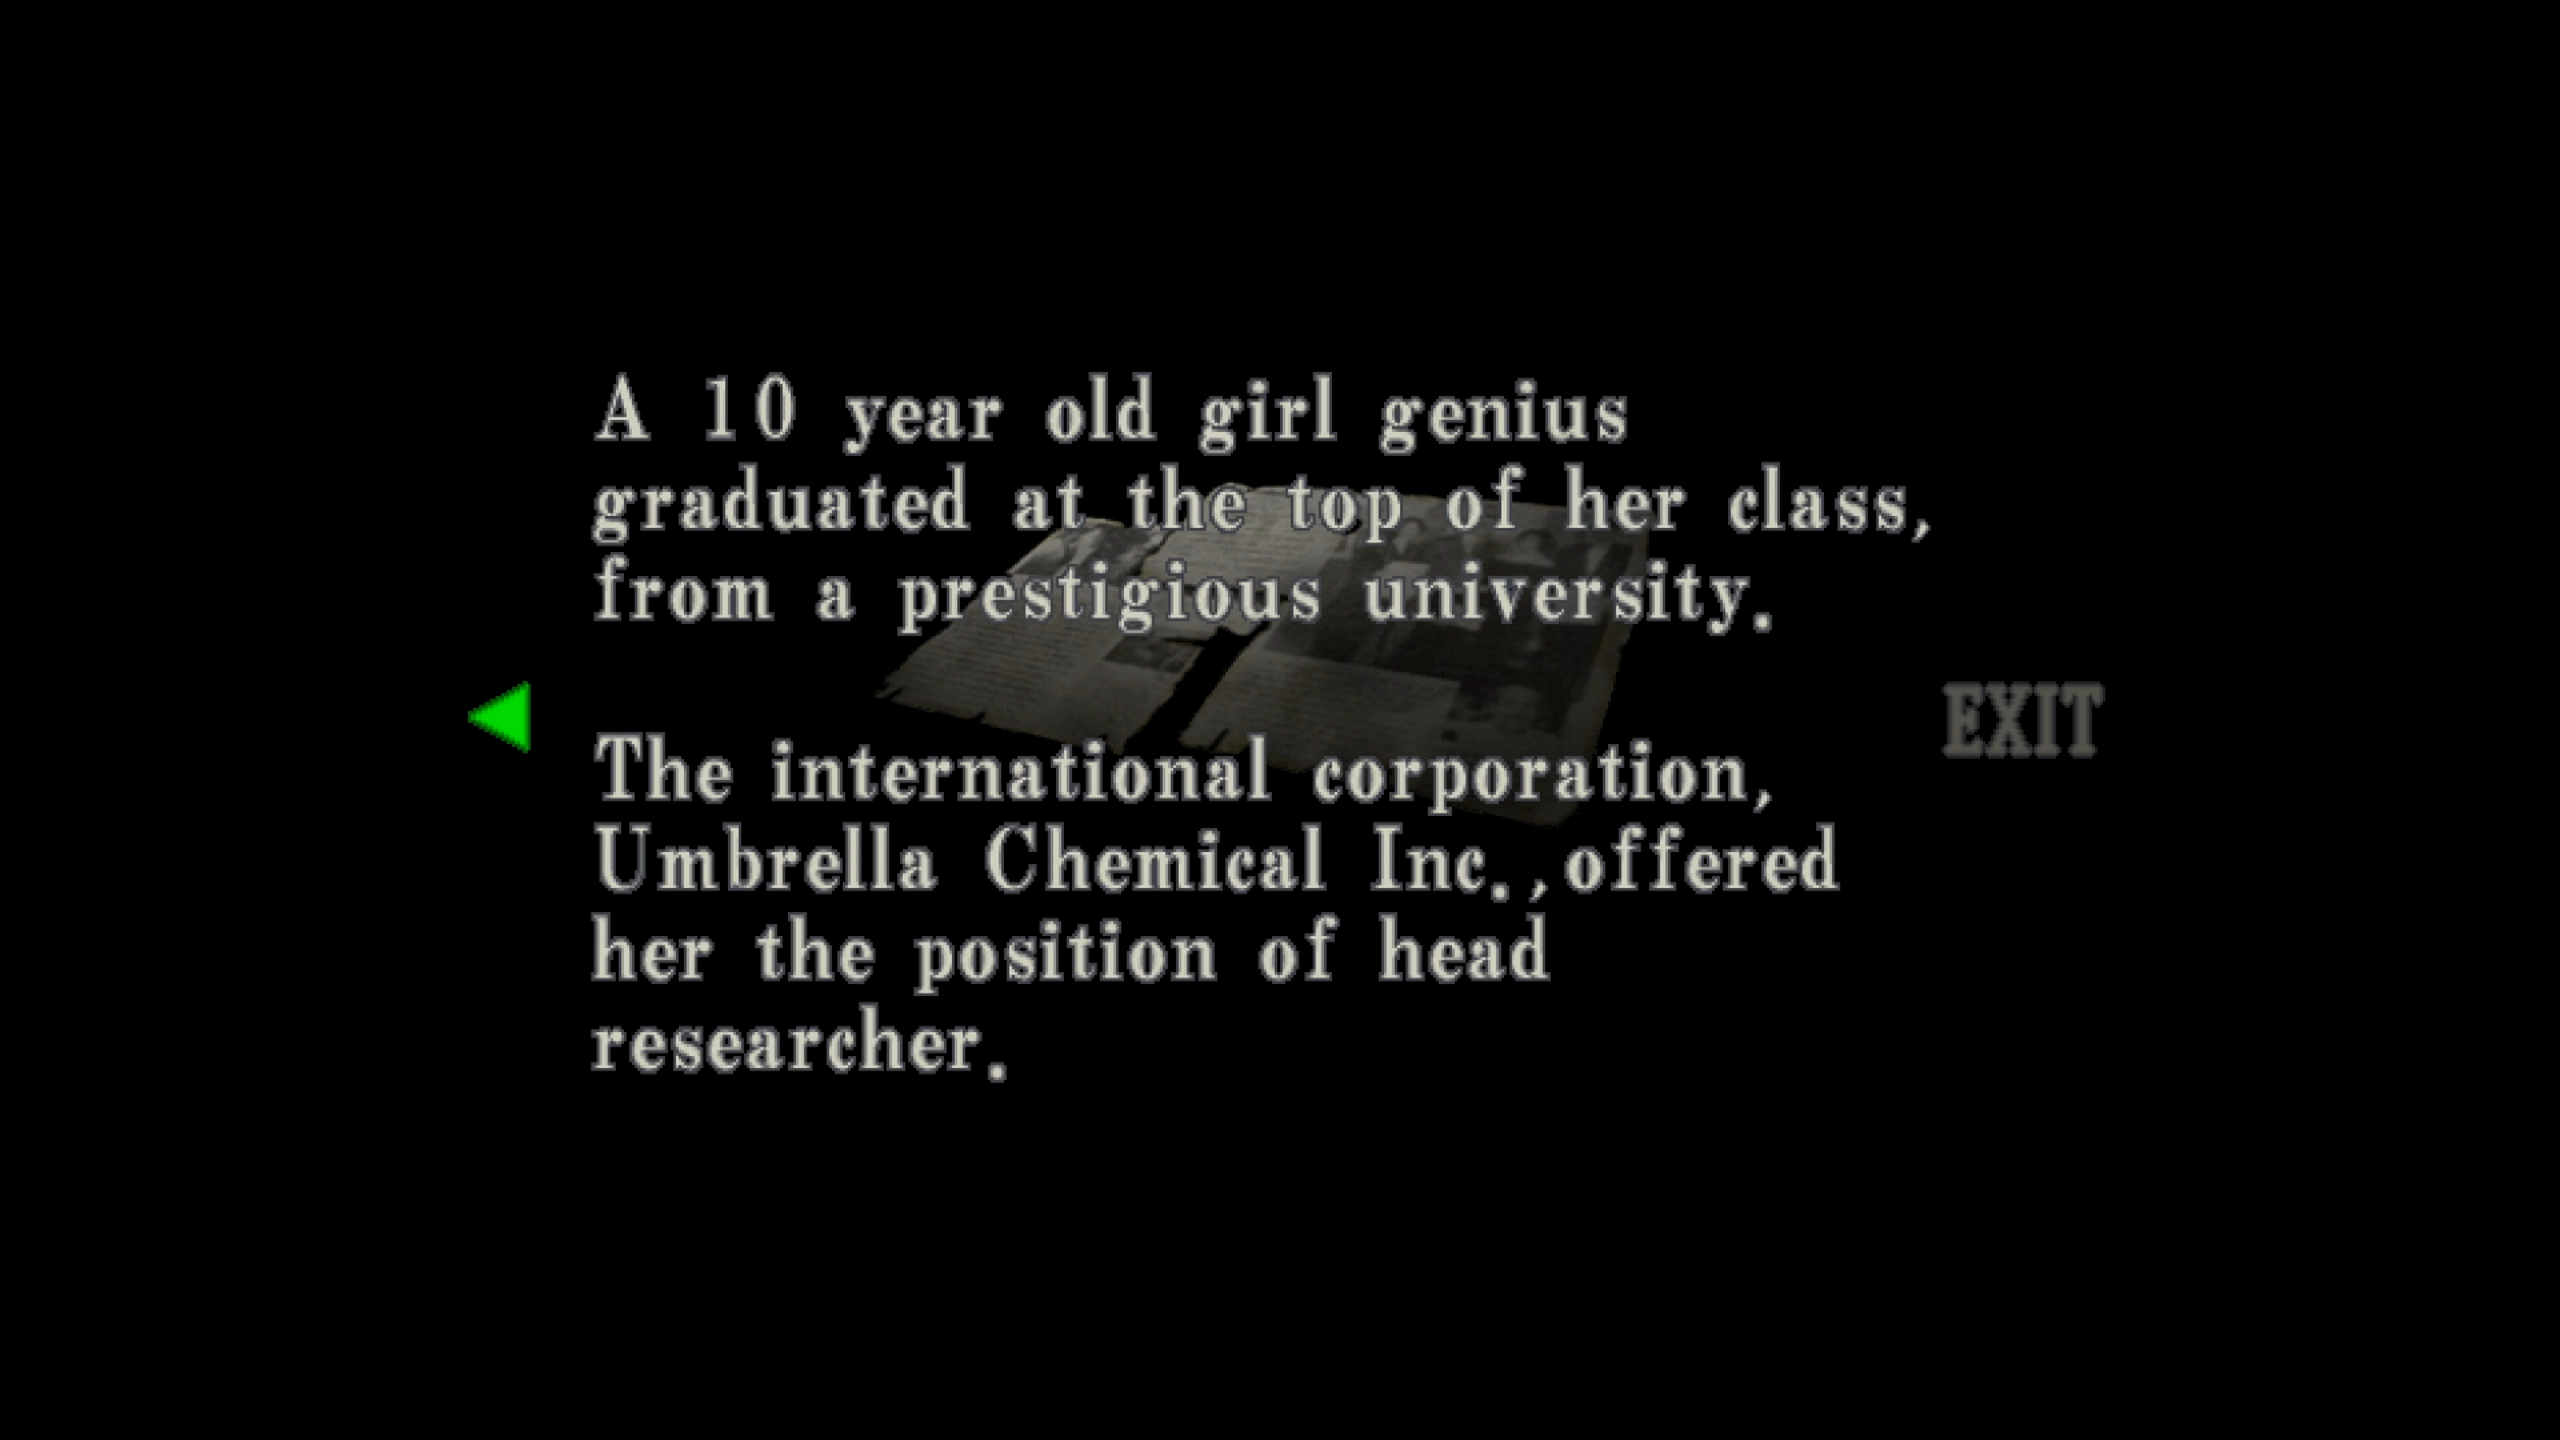 A 10 year old girl genius
graduated at the top of her class,
from a prestigious university.
The international corporation,
Umbrella Chemical Inc.,offered
her the position of head
researcher.
EXIT